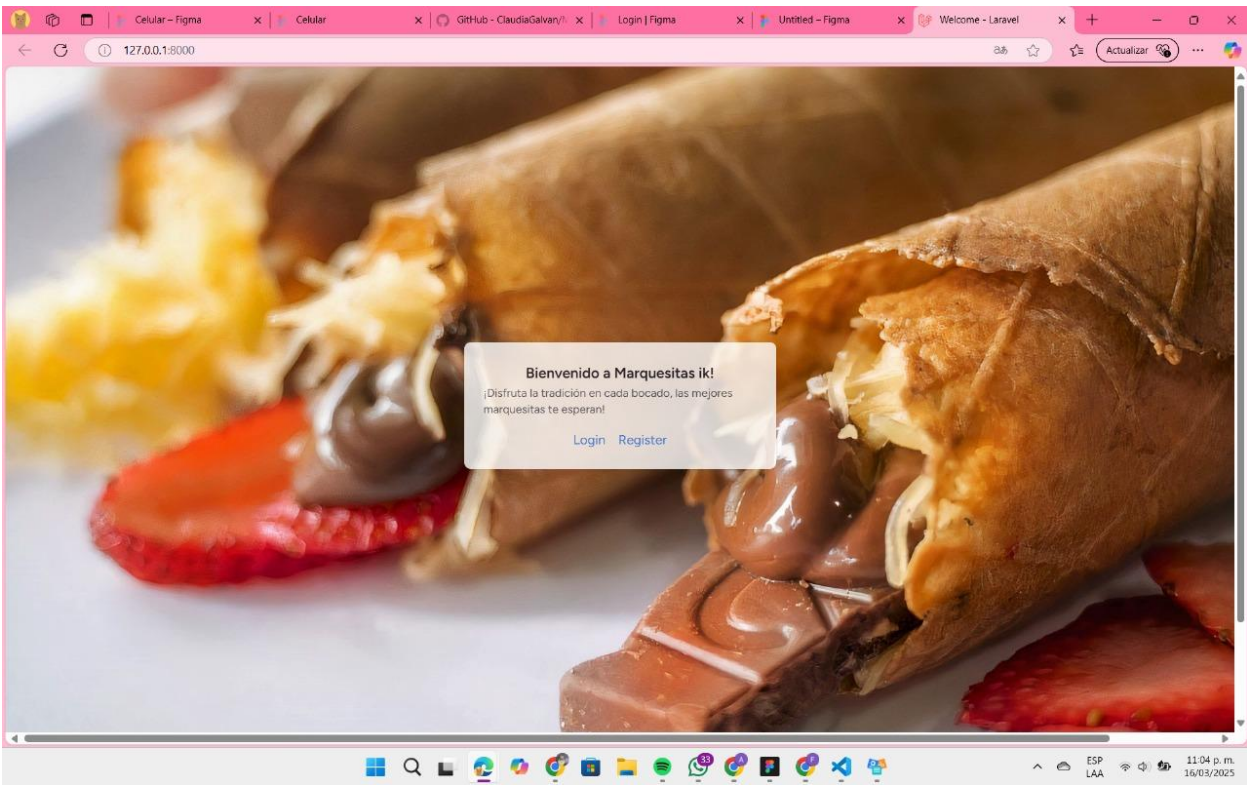 Celular – Figma
Celular
GitHub - ClaudiaGalvan/
Login | Figma
Untitled – Figma
Welcome - Laravel
127.0.0.1:8000
Actualizar
Bienvenido a Marquesitas ik!
¡Disfruta la tradición en cada bocado, las mejores
marquesitas te esperan!
Login Register
33
ESP
LAA
11:04 p. m.
16/03/2025